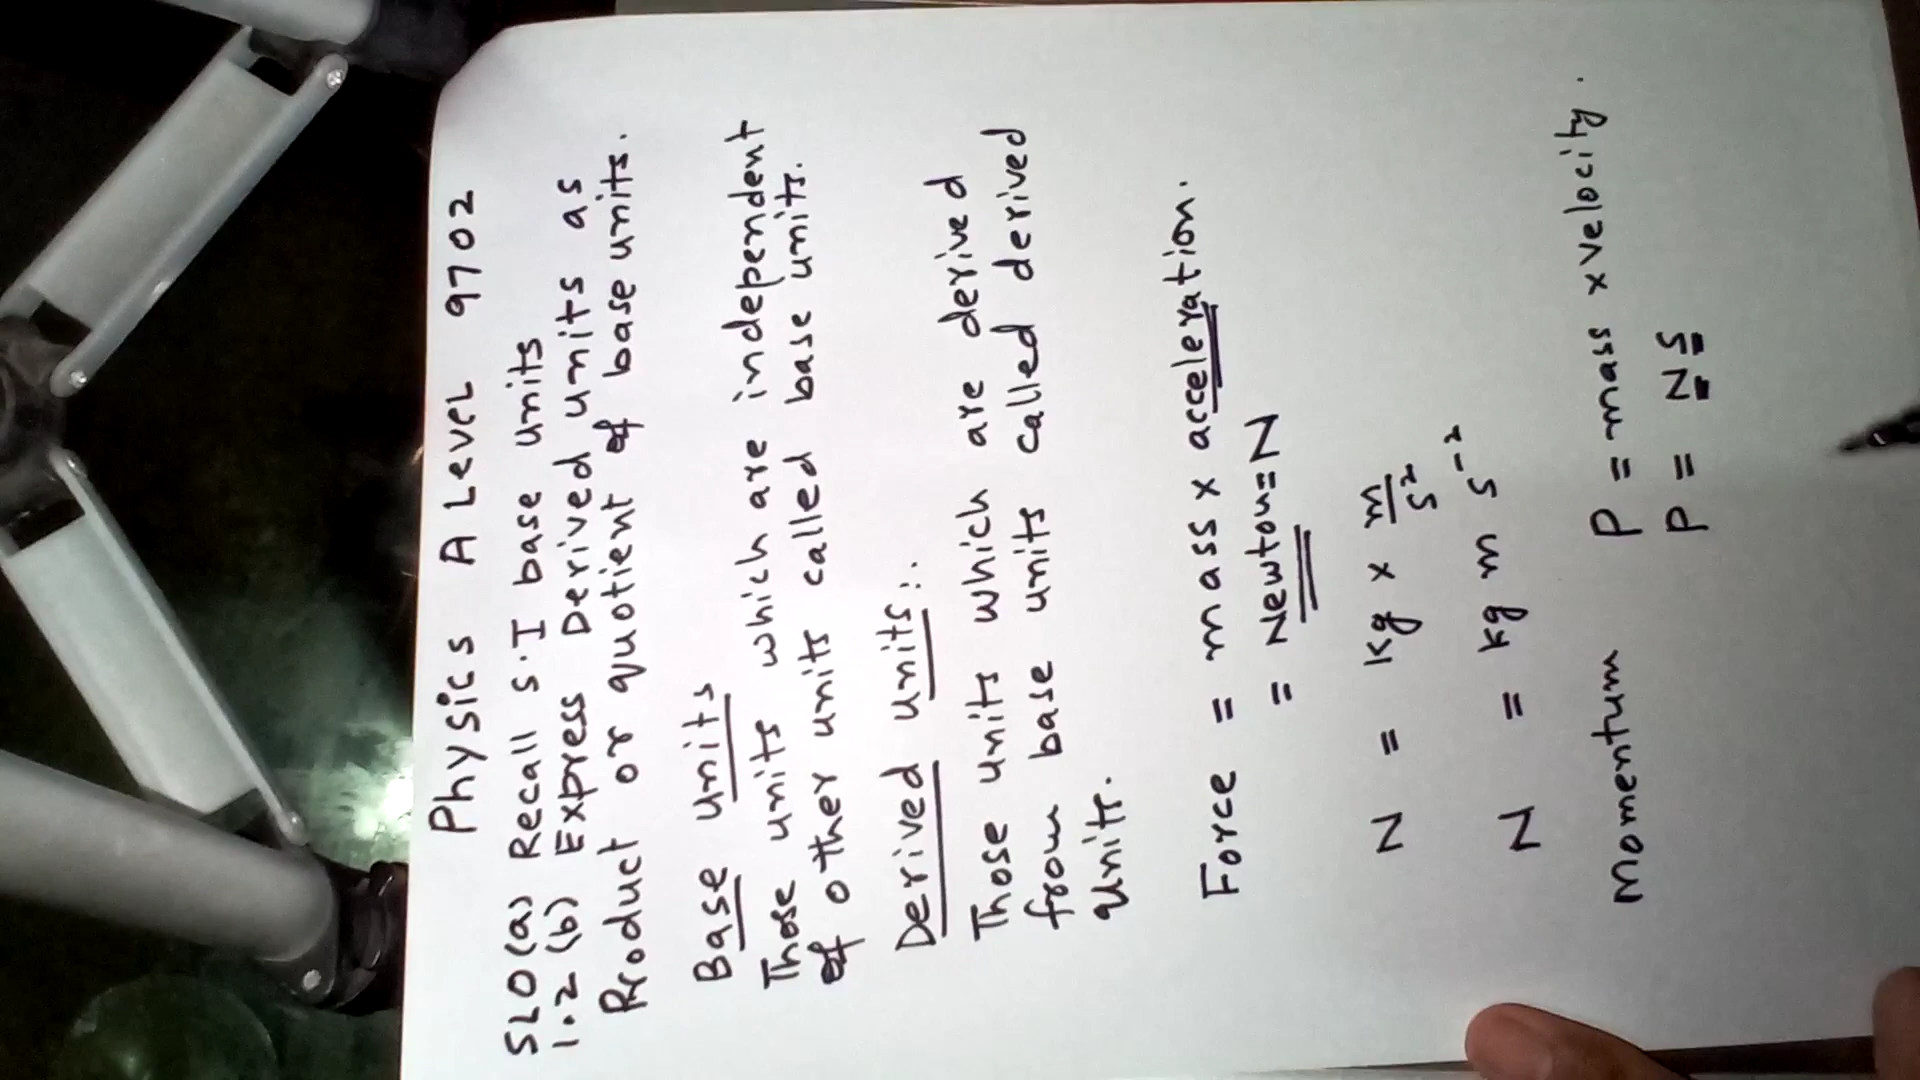 Physics A Level 9702
SLO (a) Recall S.I base units
1.2 (b) Express Derived units as
Product or quotient of base units.
Base units
Those units which are independent
of other units called base units.
Derived units:.
Those units which are derived
from base units called derived
units.
Force = mass x acceleration.
= Newton = N
N = kg x m/s²
N = kg m s⁻²
Momentum P = mass x velocity.
P = N s